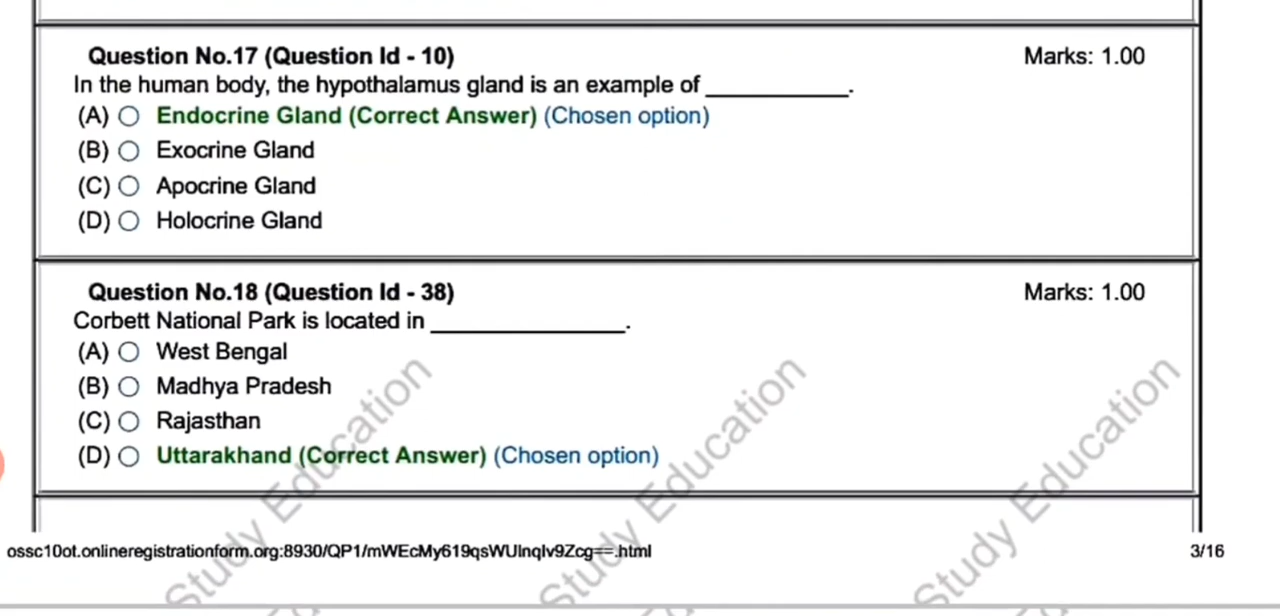 Question No.17 (Question Id - 10) Marks: 1.00
In the human body, the hypothalamus gland is an example of ____________.
(A) Endocrine Gland (Correct Answer) (Chosen option)
(B) Exocrine Gland
(C) Apocrine Gland
(D) Holocrine Gland
Question No.18 (Question Id - 38) Marks: 1.00
Corbett National Park is located in ________________.
(A) West Bengal
(B) Madhya Pradesh
(C) Rajasthan
(D) Uttarakhand (Correct Answer) (Chosen option)
Study Education
Study Education
Study Education
ossc10ot.onlineregistrationform.org:8930/QP1/mWEcMy619qsWUInqIv9Zcg==.html 3/16